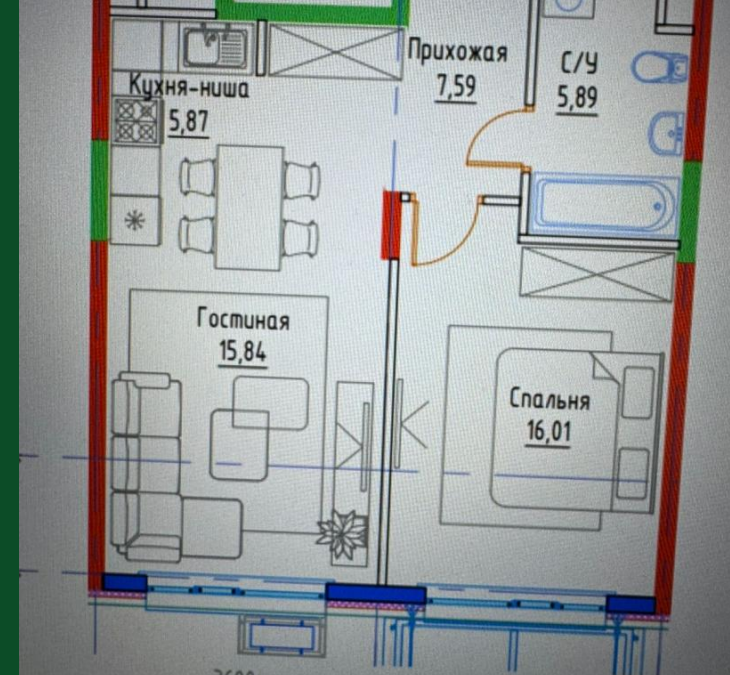 Прихожая
7,59
С/У
5,89
Кухня-ниша
5,87
Гостиная
15,84
Спальня
16,01